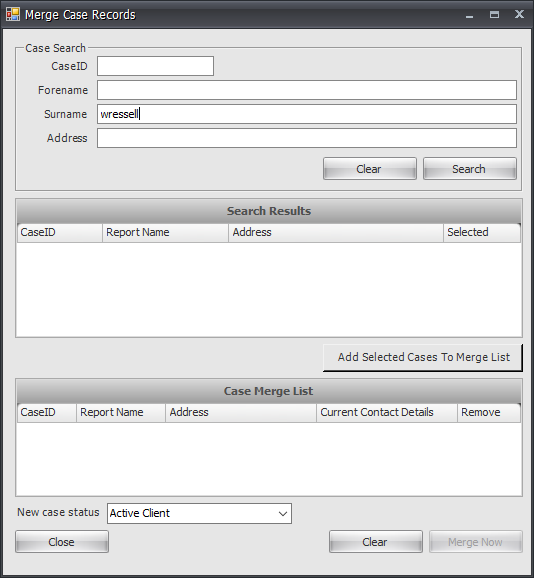 Merge Case Records
Case Search
CaseID
Forename
Surname wressell
Address
Clear Search
Search Results
CaseID Report Name Address Selected
Add Selected Cases To Merge List
Case Merge List
CaseID Report Name Address Current Contact Details Remove
New case status Active Client
Close Clear Merge Now